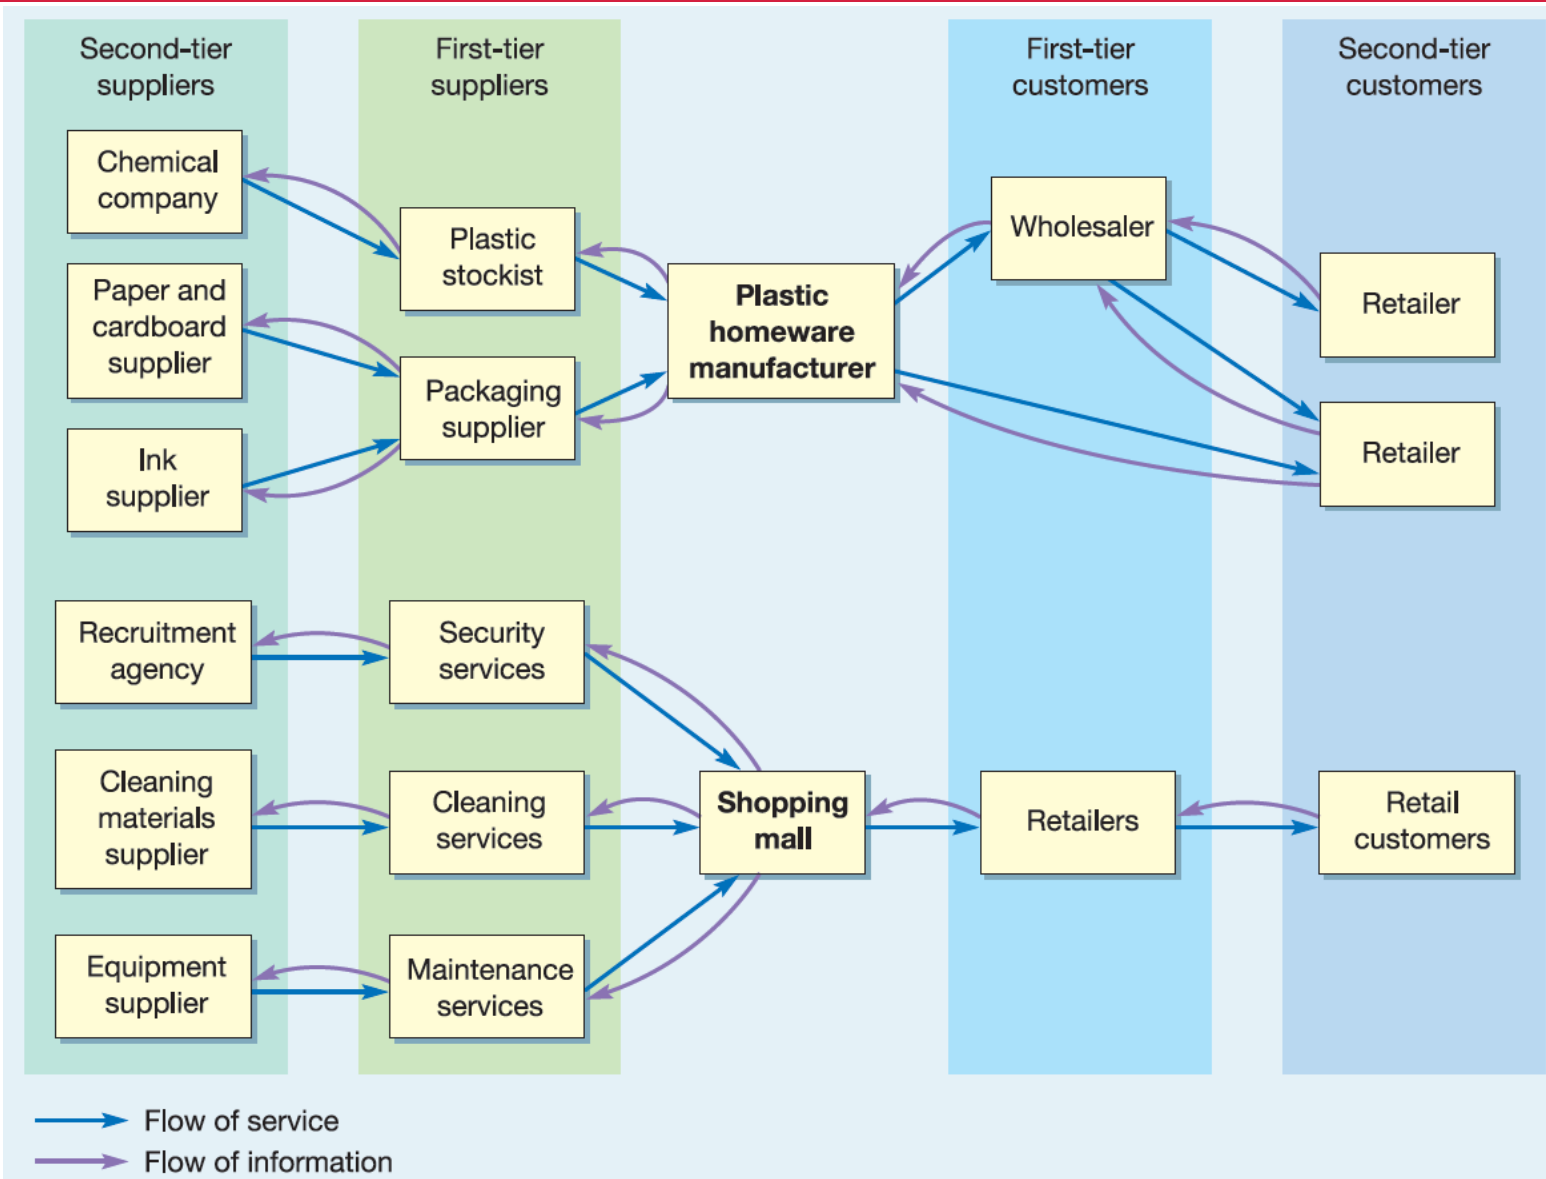 Second-tier
suppliers
First-tier
suppliers
First-tier
customers
Second-tier
customers
Chemical
company
Paper and
cardboard
supplier
Ink
supplier
Plastic
stockist
Packaging
supplier
Plastic
homeware
manufacturer
Wholesaler
Retailer
Retailer
Recruitment
agency
Cleaning
materials
supplier
Equipment
supplier
Security
services
Cleaning
services
Maintenance
services
Shopping
mall
Retailers
Retail
customers
Flow of service
Flow of information